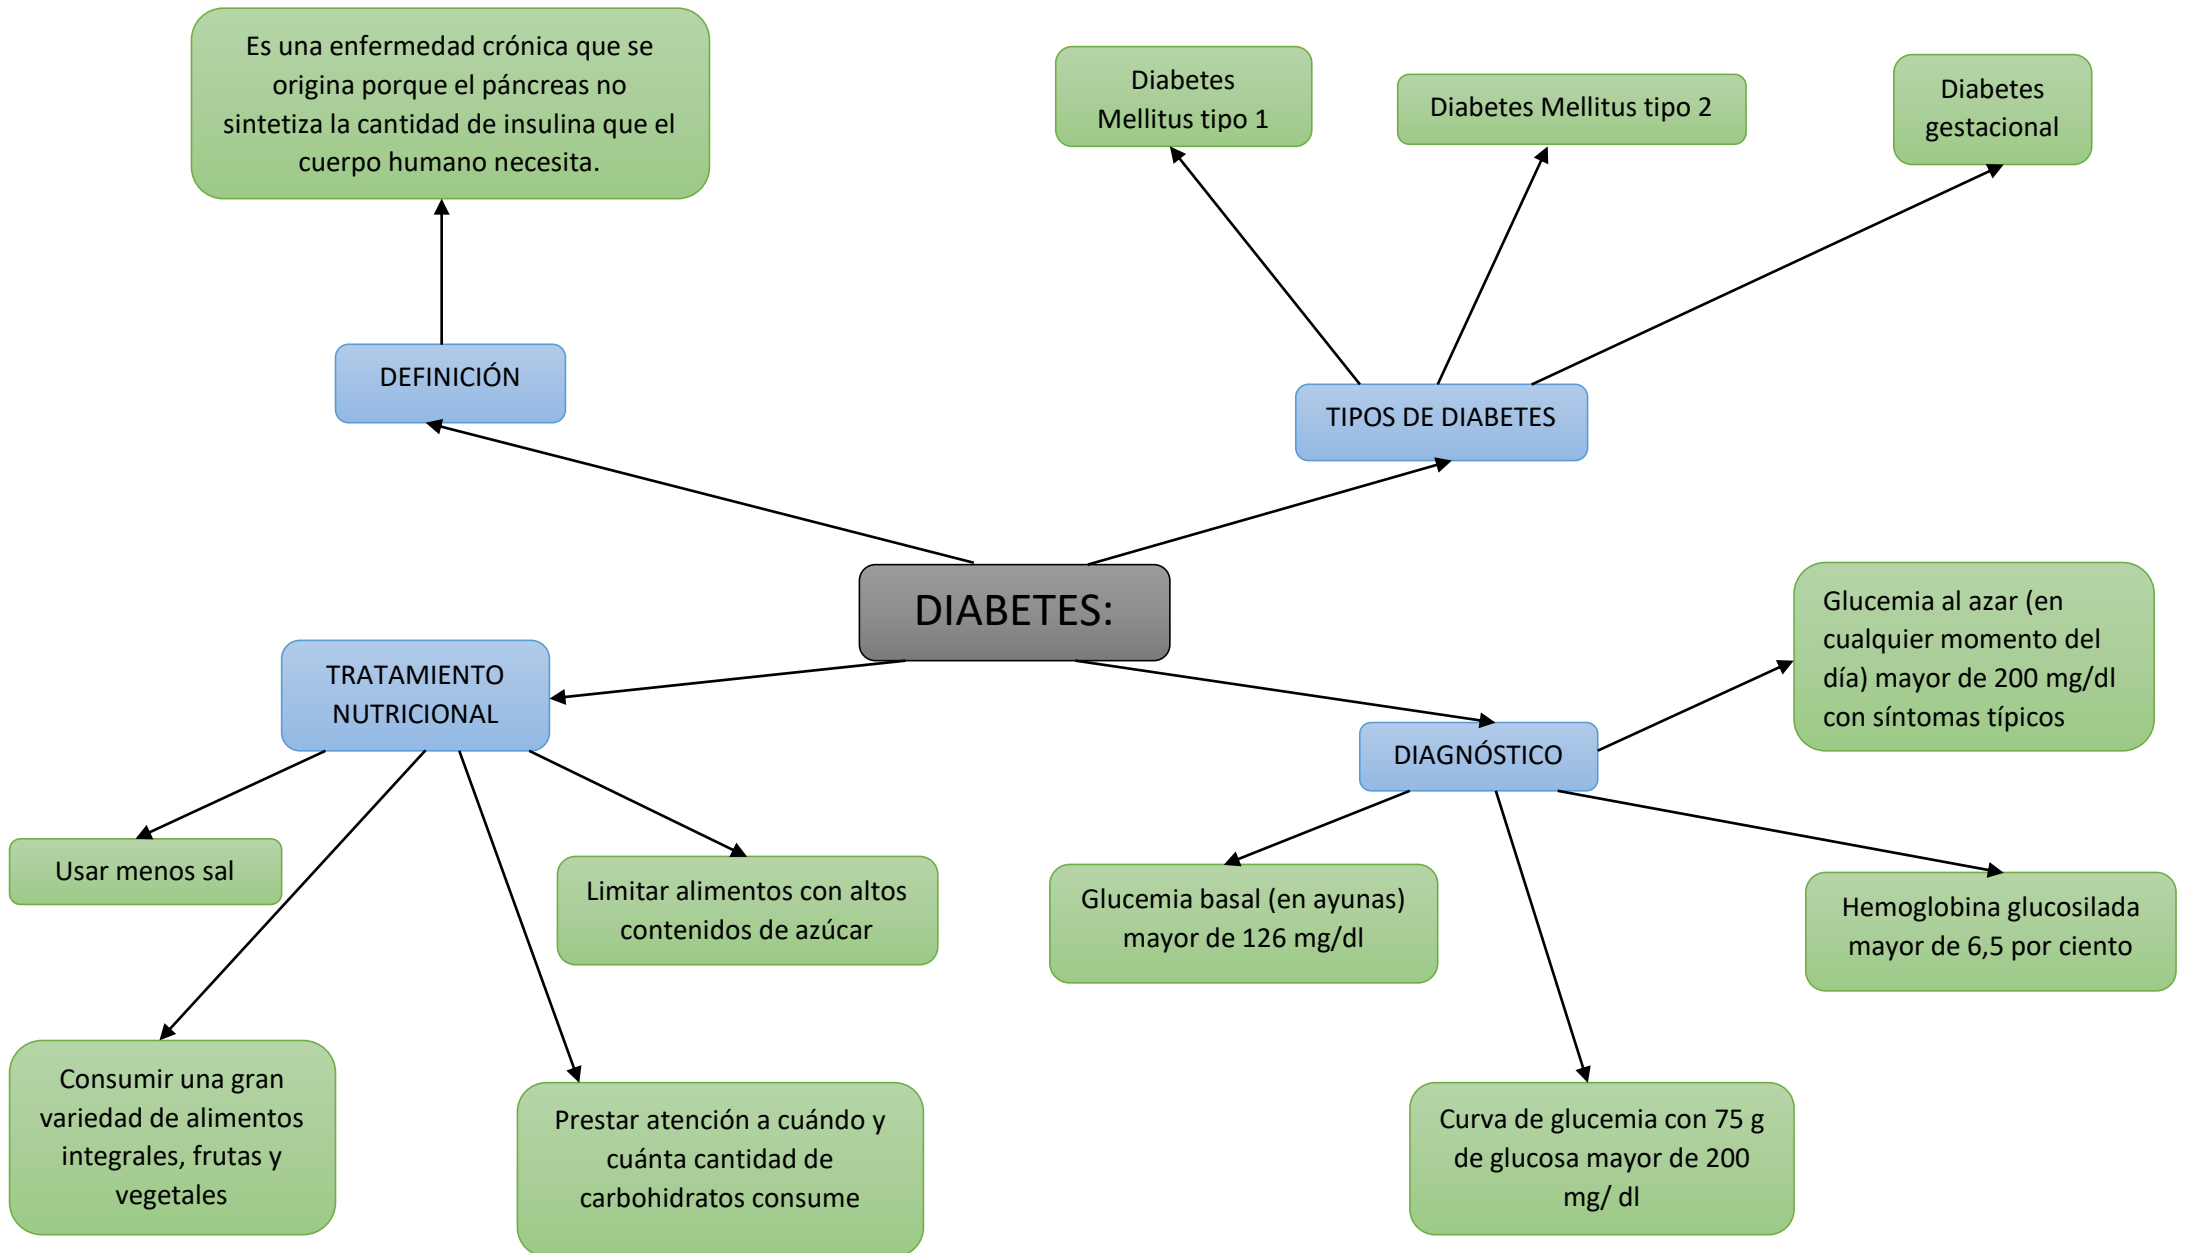 Es una enfermedad crónica que se
origina porque el páncreas no
sintetiza la cantidad de insulina que el
cuerpo humano necesita.
Diabetes
Mellitus tipo 1
Diabetes Mellitus tipo 2
Diabetes
gestacional
DEFINICIÓN
TIPOS DE DIABETES
DIABETES:
TRATAMIENTO
NUTRICIONAL
Glucemia al azar (en
cualquier momento del
día) mayor de 200 mg/dl
con síntomas típicos
DIAGNÓSTICO
Usar menos sal
Limitar alimentos con altos
contenidos de azúcar
Glucemia basal (en ayunas)
mayor de 126 mg/dl
Hemoglobina glucosilada
mayor de 6,5 por ciento
Consumir una gran
variedad de alimentos
integrales, frutas y
vegetales
Prestar atención a cuándo y
cuánta cantidad de
carbohidratos consume
Curva de glucemia con 75 g
de glucosa mayor de 200
mg/ dl